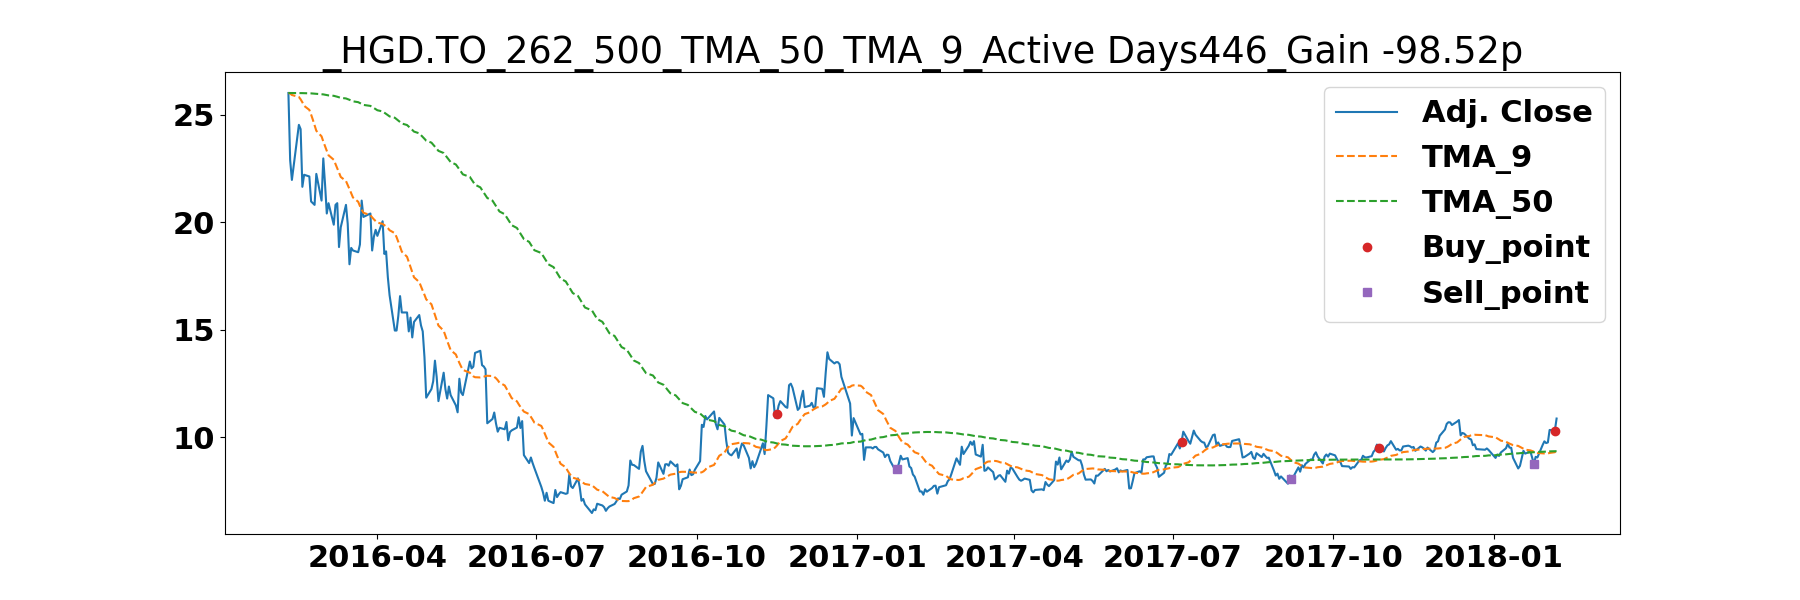 _HGD.TO_262_500_TMA_50_TMA_9_Active Days446_Gain -98.52p
25
20
15
10
Adj. Close
TMA_9
TMA_50
Buy_point
Sell_point
2016-04 2016-07 2016-10 2017-01 2017-04 2017-07 2017-10 2018-01